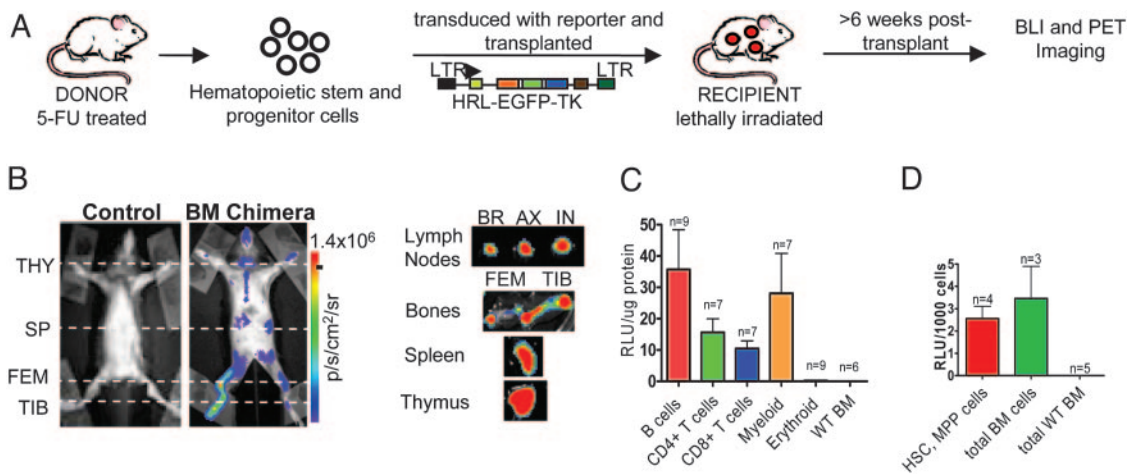 A
DONOR
5-FU treated
Hematopoietic stem and
progenitor cells
transduced with reporter and
transplanted
LTR
LTR
HRL-EGFP-TK
RECIPIENT
lethally irradiated
>6 weeks post-
transplant
BLI and PET
Imaging
B
Control
BM Chimera
1.4x10⁶
p/s/cm²/sr
THY
SP
FEM
TIB
BR AX IN
Lymph
Nodes
FEM TIB
Bones
Spleen
Thymus
C
RLU/ug protein
50
40
30
20
10
0
n=9
n=7
n=7
n=7
n=9
n=6
B cells
CD4+ T cells
CD8+ T cells
Myeloid
Erythroid
WT BM
D
RLU/1000 cells
5
4
3
2
1
0
n=4
n=3
n=5
HSC, MPP cells
total BM cells
total WT BM